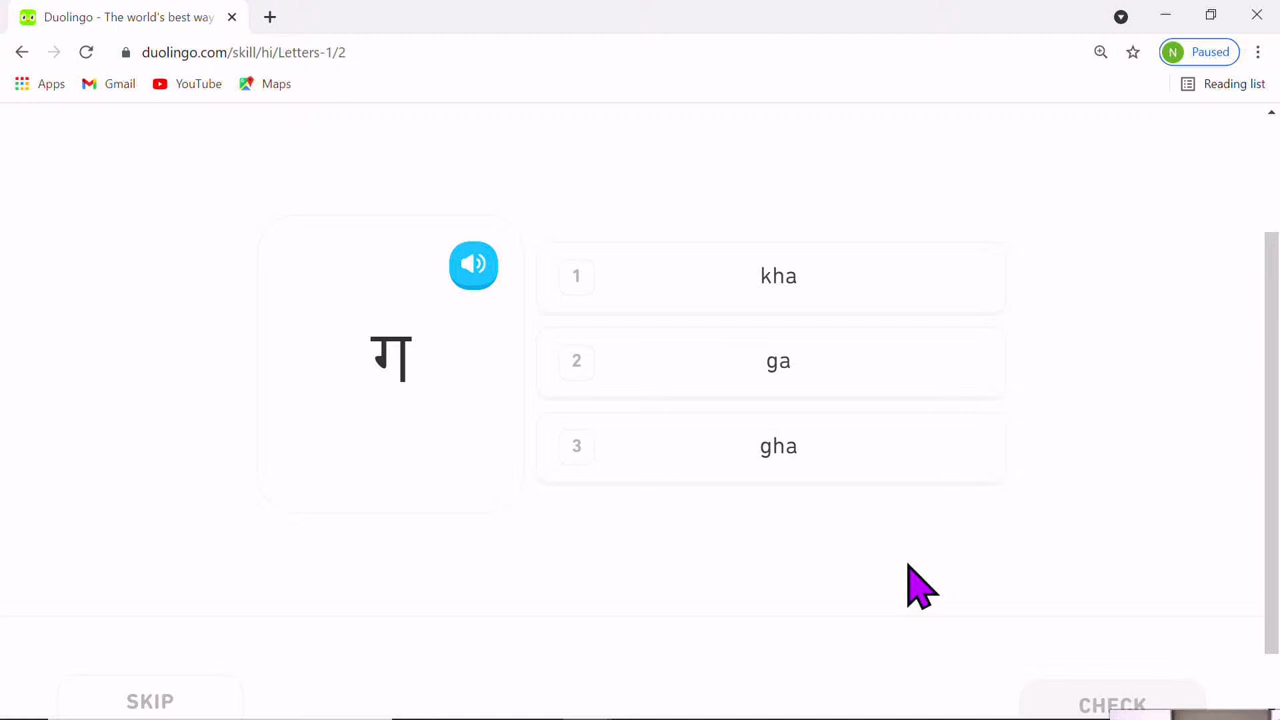 Duolingo - The world's best way
duolingo.com/skill/hi/Letters-1/2
N Paused
Apps Gmail YouTube Maps Reading list
ग
1 kha
2 ga
3 gha
SKIP CHECK